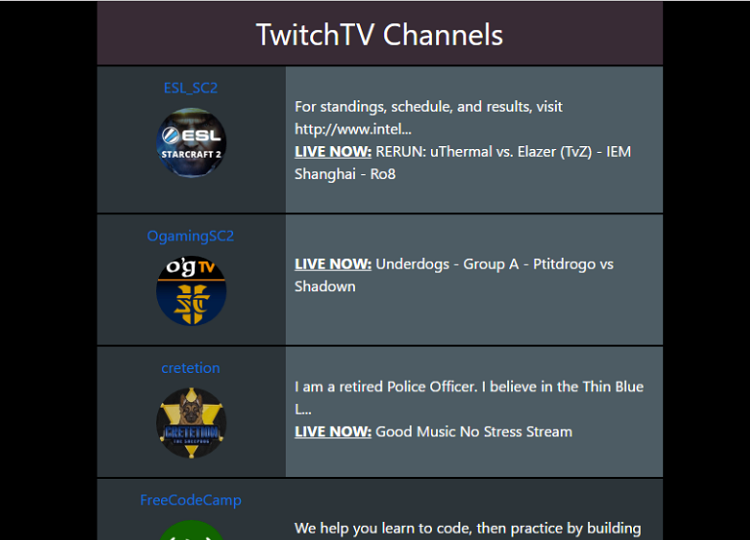 TwitchTV Channels
ESL_SC2
ESL
STARCRAFT 2
For standings, schedule, and results, visit
http://www.intel...
LIVE NOW: RERUN: uThermal vs. Elazer (TvZ) - IEM
Shanghai - Ro8
OgamingSC2
o'g TV
LIVE NOW: Underdogs - Group A - Ptitdrogo vs
Shadown
cretetion
CRETETION
I am a retired Police Officer. I believe in the Thin Blue
L...
LIVE NOW: Good Music No Stress Stream
FreeCodeCamp
We help you learn to code, then practice by building